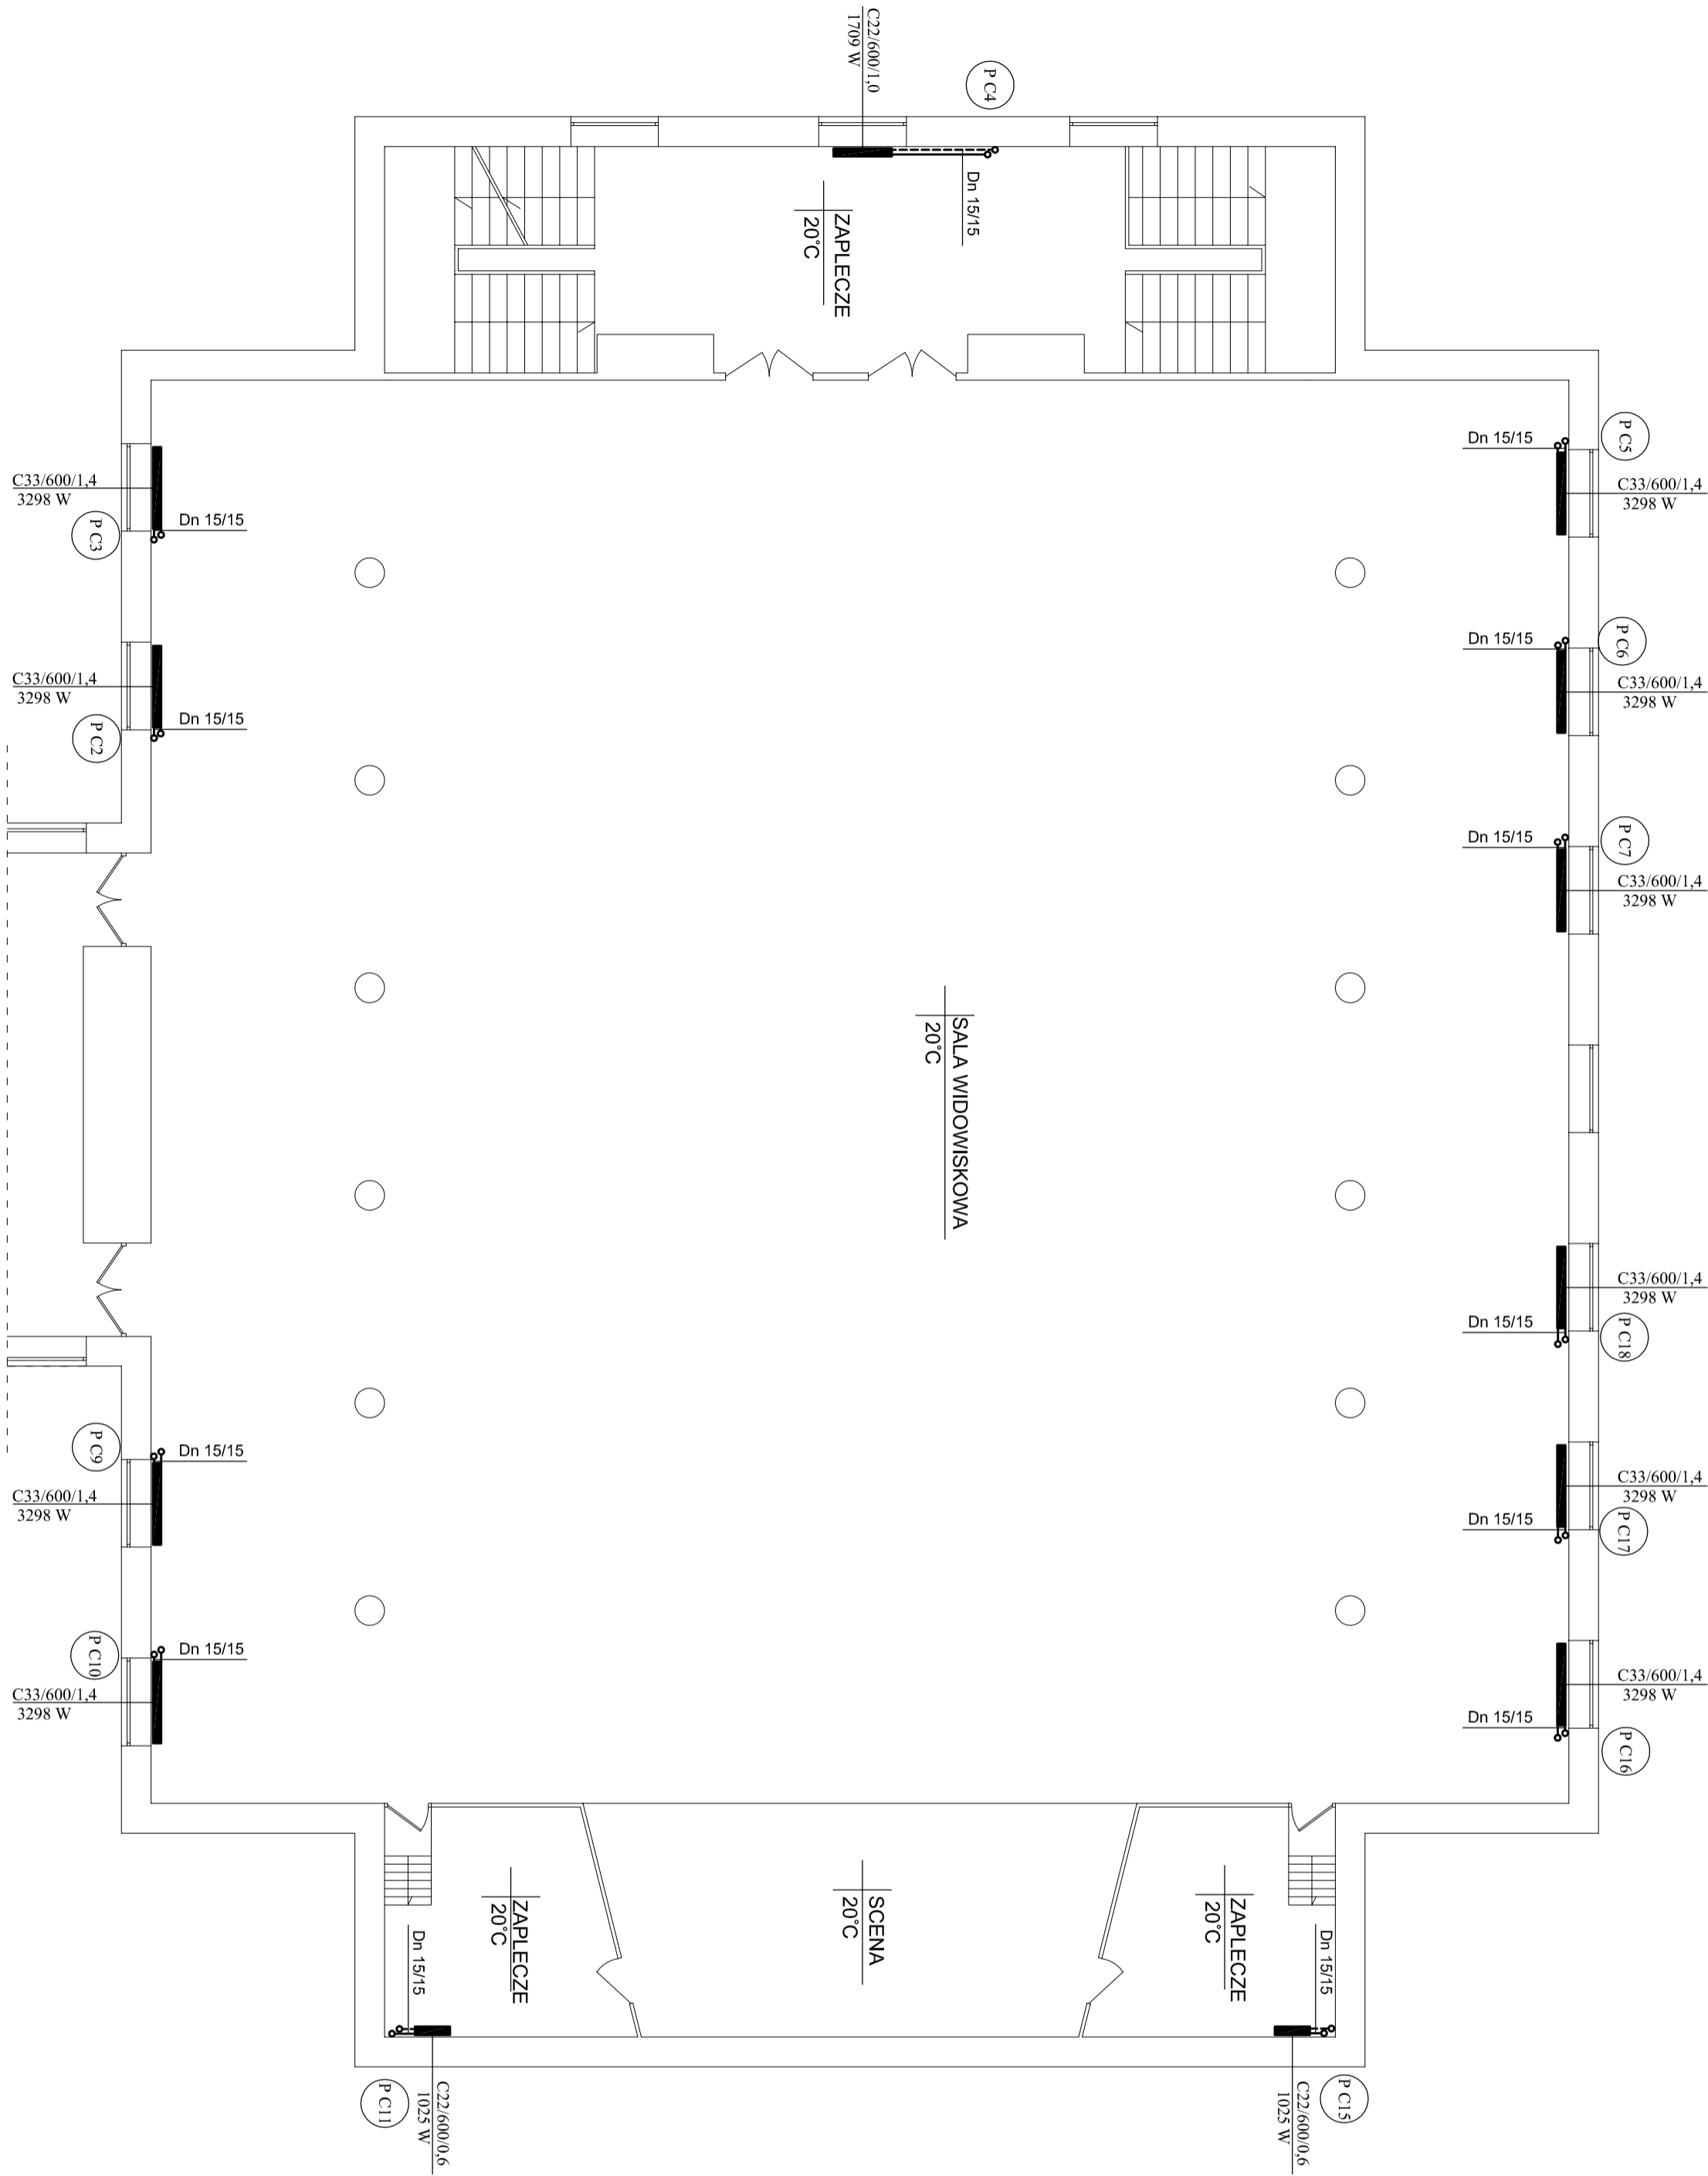 C22/600/1,0
1709 W
P C4
Dn 15/15
ZAPLECZE
20°C
P C5
Dn 15/15
C33/600/1,4
3298 W
C33/600/1,4
3298 W
P C3
Dn 15/15
P C6
Dn 15/15
C33/600/1,4
3298 W
C33/600/1,4
3298 W
P C2
Dn 15/15
P C7
Dn 15/15
C33/600/1,4
3298 W
SALA WIDOWISKOWA
20°C
C33/600/1,4
3298 W
Dn 15/15
P C18
P C9
Dn 15/15
C33/600/1,4
3298 W
C33/600/1,4
3298 W
Dn 15/15
P C17
P C10
Dn 15/15
C33/600/1,4
3298 W
C33/600/1,4
3298 W
Dn 15/15
P C16
ZAPLECZE
20°C
SCENA
20°C
ZAPLECZE
20°C
Dn 15/15
Dn 15/15
P C11
C22/600/0,6
1025 W
C22/600/0,6
1025 W
P C15